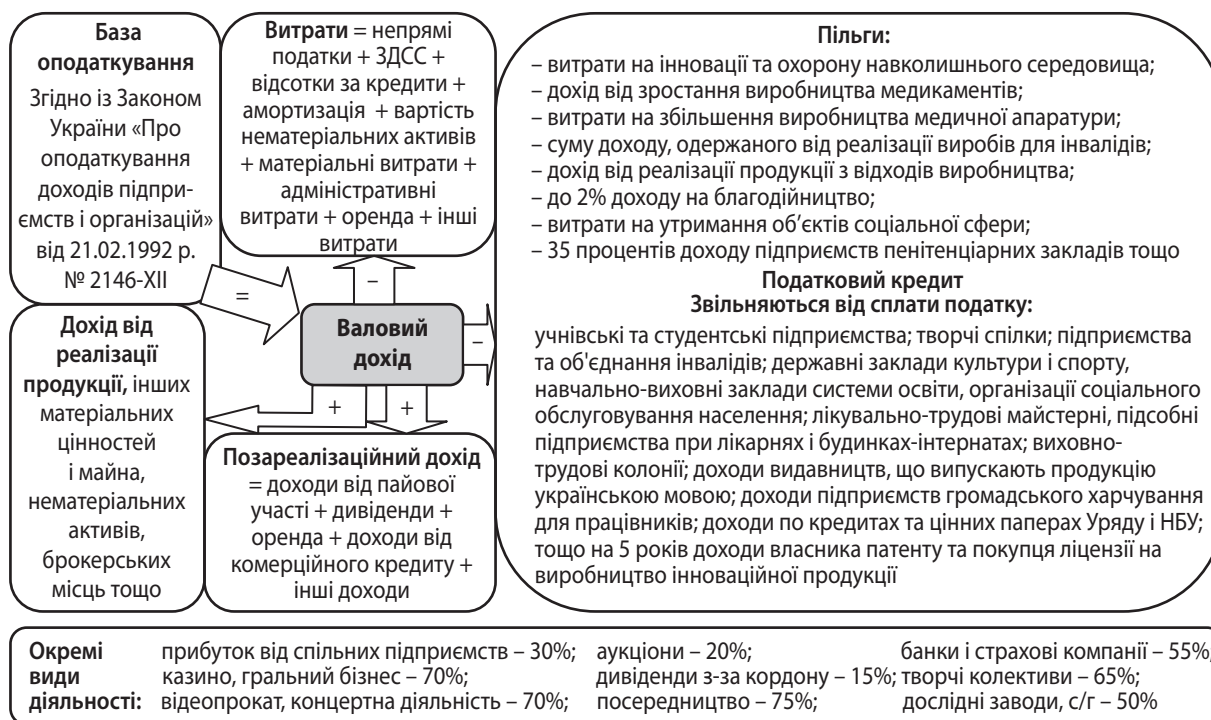 База
оподаткування
Згідно із Законом
України «Про
оподаткування
доходів підпри-
ємств і організацій»
від 21.02.1992 р.
№ 2146-XII
=
Витрати = непрямі
податки + ЗДСС +
відсотки за кредити +
амортизація + вартість
нематеріальних активів
+ матеріальні витрати +
адміністративні
витрати + оренда + інші
витрати
–
Валовий
дохід
–
+
+
Дохід від
реалізації
продукції, інших
матеріальних
цінностей
і майна,
нематеріальних
активів,
брокерських
місць тощо
Позареалізаційний дохід
= доходи від пайової
участі + дивіденди +
оренда + доходи від
комерційного кредиту +
інші доходи
Пільги:
– витрати на інновації та охорону навколишнього середовища;
– дохід від зростання виробництва медикаментів;
– витрати на збільшення виробництва медичної апаратури;
– суму доходу, одержаного від реалізації виробів для інвалідів;
– дохід від реалізації продукції з відходів виробництва;
– до 2% доходу на благодійництво;
– витрати на утримання об’єктів соціальної сфери;
– 35 процентів доходу підприємств пенітенціарних закладів тощо
Податковий кредит
Звільняються від сплати податку:
учнівські та студентські підприємства; творчі спілки; підприємства
та об'єднання інвалідів; державні заклади культури і спорту,
навчально-виховні заклади системи освіти, організації соціального
обслуговування населення; лікувально-трудові майстерні, підсобні
підприємства при лікарнях і будинках-інтернатах; виховно-
трудові колонії; доходи видавництв, що випускають продукцію
українською мовою; доходи підприємств громадського харчування
для працівників; доходи по кредитах та цінних паперах Уряду і НБУ;
тощо на 5 років доходи власника патенту та покупця ліцензії на
виробництво інноваційної продукції
Окремі прибуток від спільних підприємств – 30%; аукціони – 20%; банки і страхові компанії – 55%;
види казино, гральний бізнес – 70%; дивіденди з-за кордону – 15%; творчі колективи – 65%;
діяльності: відеопрокат, концертна діяльність – 70%; посередництво – 75%; дослідні заводи, с/г – 50%